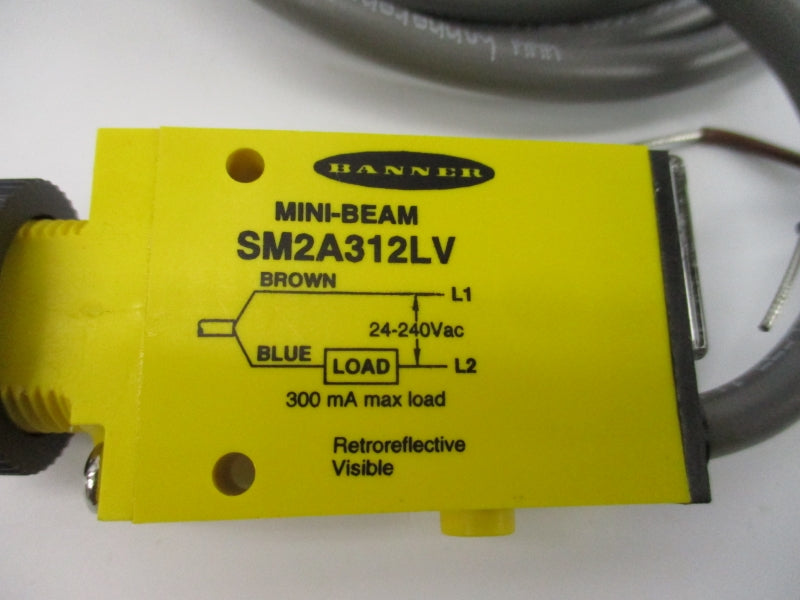 BANNER
MINI-BEAM
SM2A312LV
BROWN
L1
24-240Vac
BLUE
LOAD
L2
300 mA max load
Retroreflective
Visible